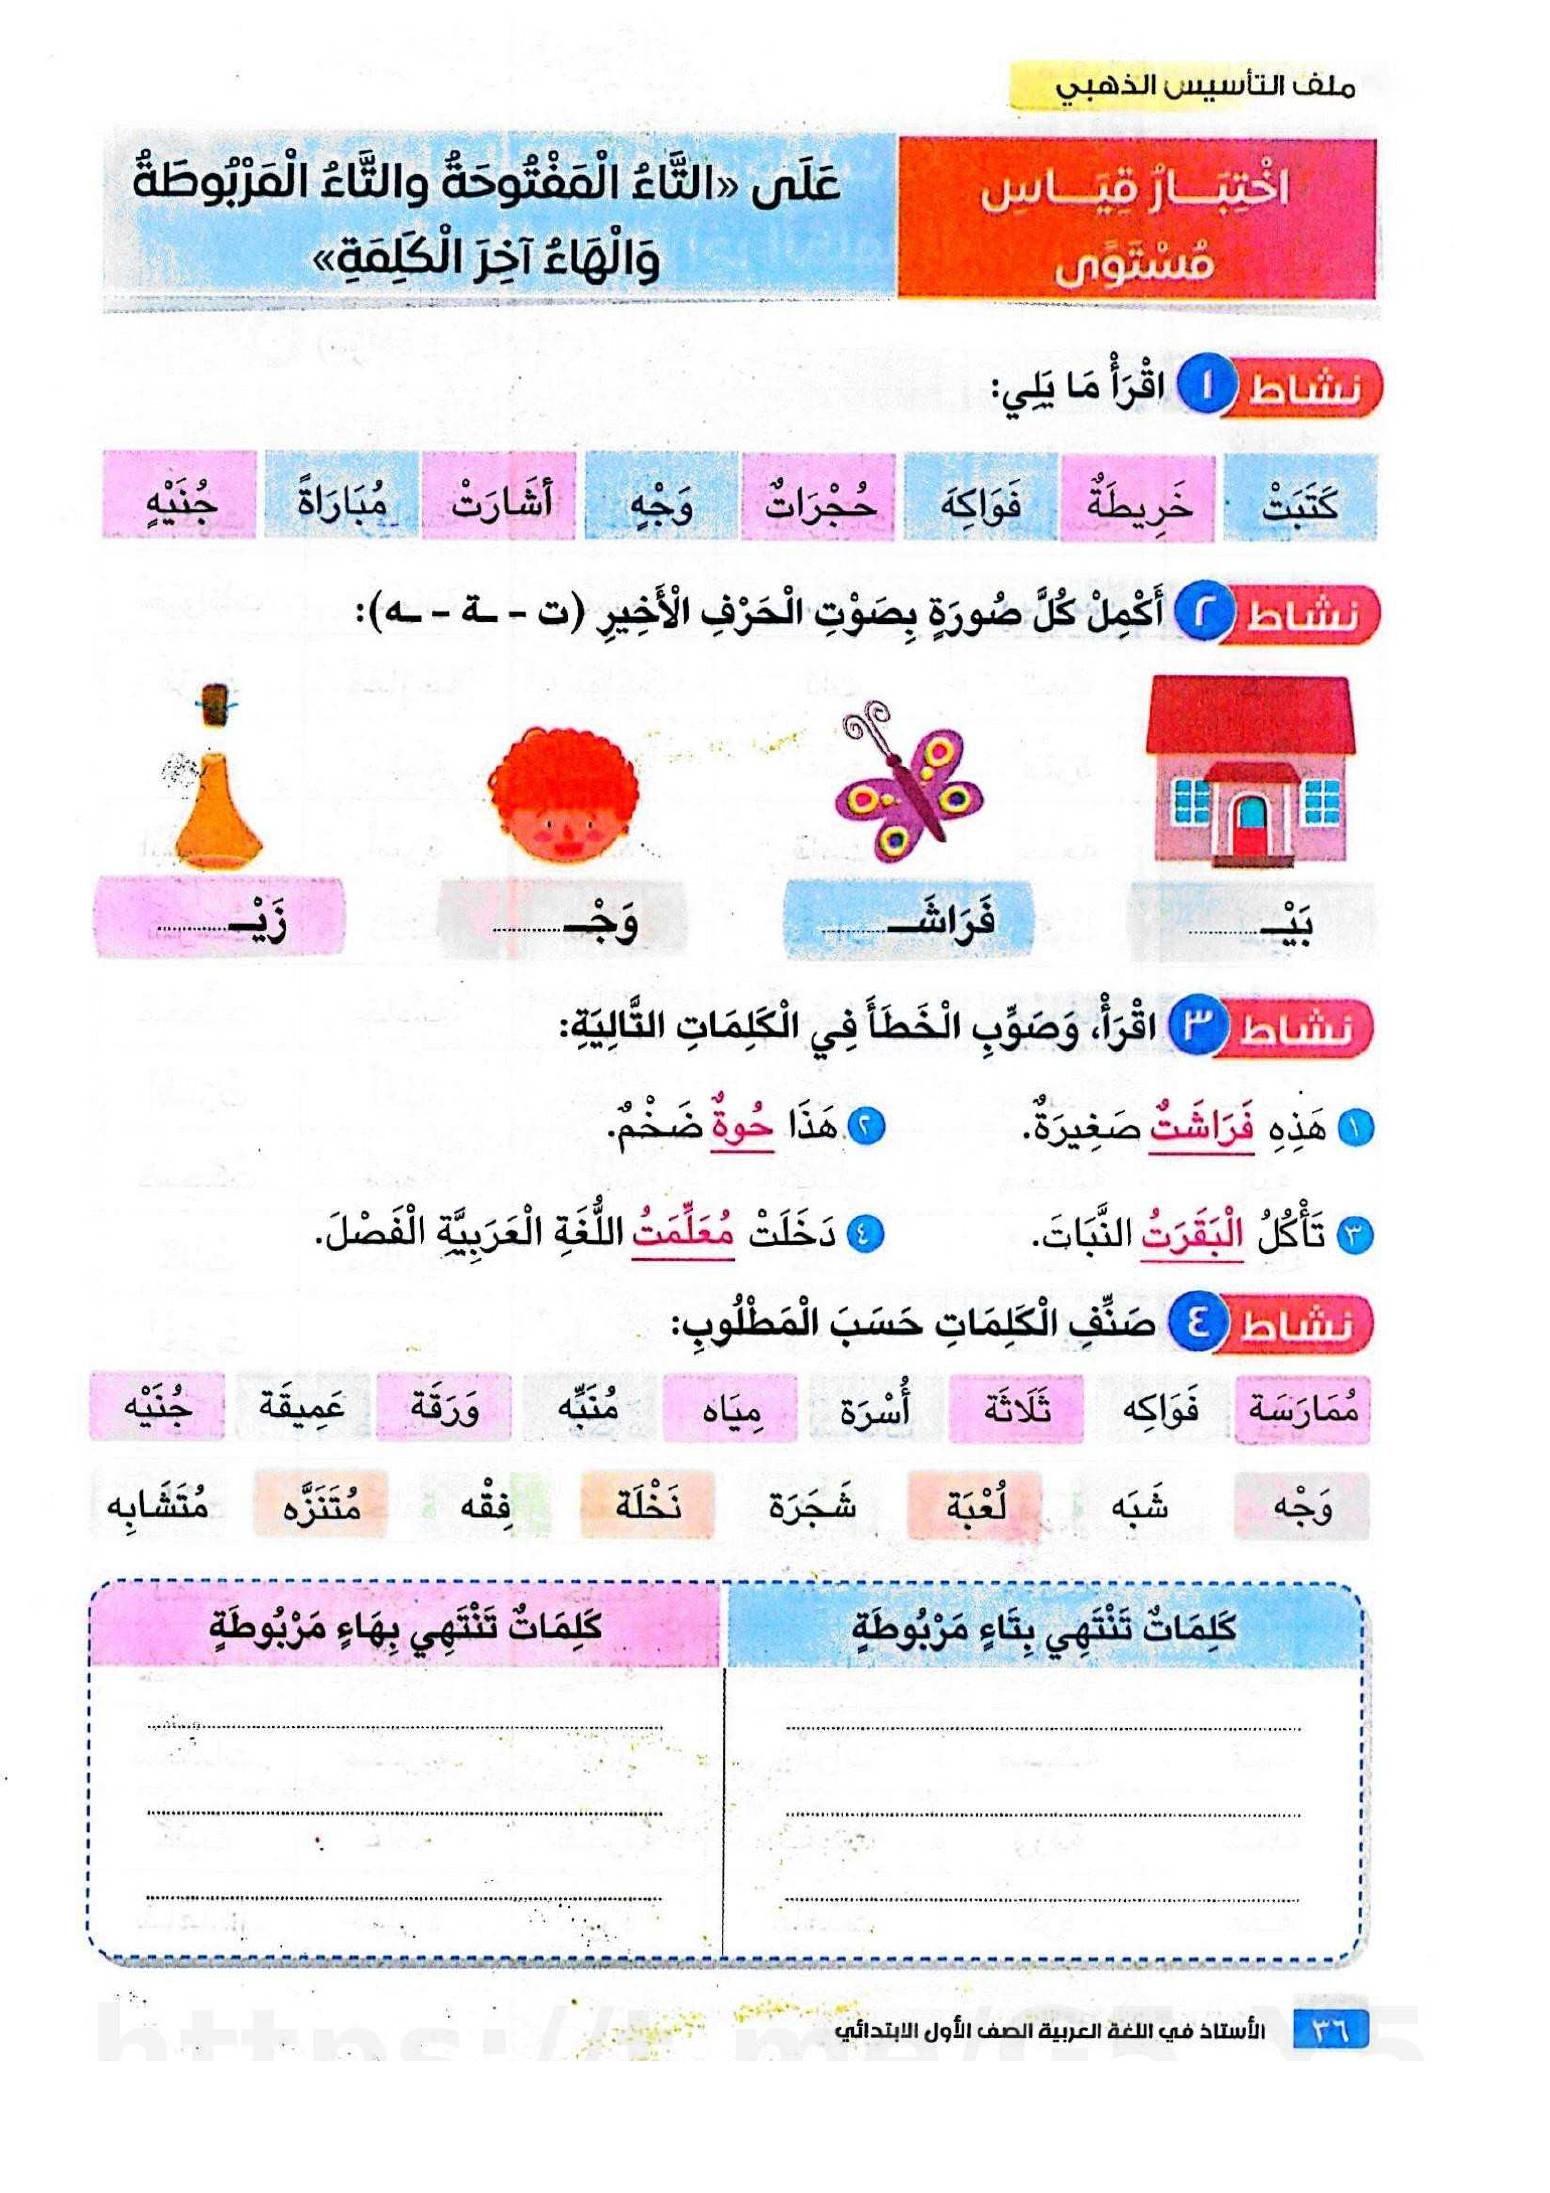 ملف التأسيس الذهبي
اخْتِبَـــارُ قِيَـــاسِ
مُسْتَوًى
عَلَى «التَّاءُ الْمَفْتُوحَةُ والتَّاءُ الْمَرْبُوطَةُ
وَالْهَاءُ آخِرَ الْكَلِمَةِ»
نشاط ١ اقْرَأْ مَا يَلِي:
كَتَبَتْ خَرِيطَةٌ فَوَاكِهَ حُجْرَاتٌ وَجْهٍ أَشَارَتْ مُبَارَاةً جُنَيْهٍ
نشاط ٢ أَكْمِلْ كُلَّ صُورَةٍ بِصَوْتِ الْحَرْفِ الْأَخِيرِ (ت - ـة - ـه):
بَيْـ.......... فَرَاشَـ.......... وَجْـ.......... زَيْـ..........
نشاط ٣ اقْرَأْ، وَصَوِّبِ الْخَطَأَ فِي الْكَلِمَاتِ التَّالِيَةِ:
١ هَذِهِ فَرَاشَتٌ صَغِيرَةٌ. ٢ هَذَا حُوةٌ ضَخْمٌ.
٣ تَأْكُلُ الْبَقَرَتُ النَّبَاتَ. ٤ دَخَلَتْ مُعَلِّمَتُ اللُّغَةِ الْعَرَبِيَّةِ الْفَصْلَ.
نشاط ٤ صَنِّفِ الْكَلِمَاتِ حَسَبَ الْمَطْلُوبِ:
مُمَارَسَة فَوَاكِه ثَلَاثَة أُسْرَة مِيَاه مُنَبِّه وَرَقَة عَمِيقَة جُنَيْه
وَجْه شَبَه لُعْبَة شَجَرَة نَخْلَة فِقْه مُتَنَزَّه مُتَشَابِه
كَلِمَاتٌ تَنْتَهِي بِتَاءٍ مَرْبُوطَةٍ كَلِمَاتٌ تَنْتَهِي بِهَاءٍ مَرْبُوطَةٍ
٣٦ الأستاذ في اللغة العربية الصف الأول الابتدائي